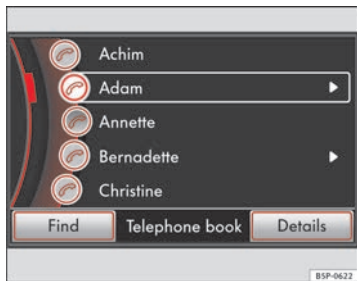 Achim
Adam
Annette
Bernadette
Christine
Find Telephone book Details
B5P-0622